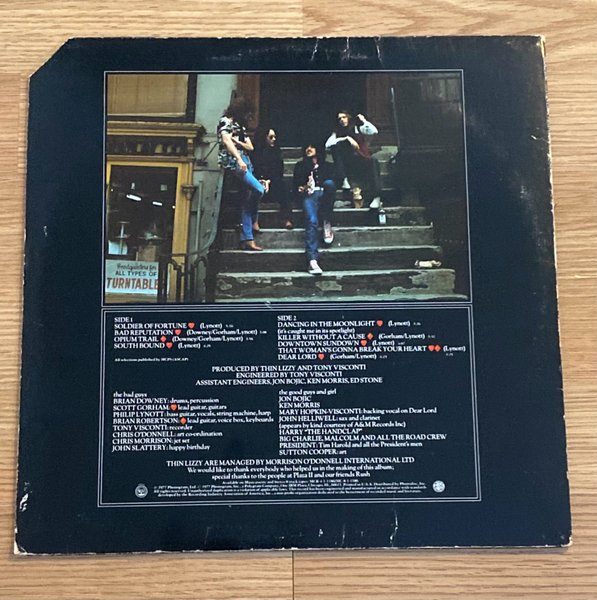 Headquarters for
ALL TYPES OF
TURNTABLE
SIDE 1
SOLDIER OF FORTUNE (Lynott)
BAD REPUTATION (Downey/Gorham/Lynott)
OPIUM TRAIL (Downey/Gorham/Lynott)
SOUTHBOUND (Lynott)
SIDE 2
DANCING IN THE MOONLIGHT (Lynott)
(it's caught me in its spotlight)
KILLER WITHOUT A CAUSE (Gorham/Lynott)
DOWNTOWN SUNDOWN (Lynott)
THAT WOMAN'S GONNA BREAK YOUR HEART (Lynott)
DEAR LORD (Gorham/Lynott)
PRODUCED BY THIN LIZZY AND TONY VISCONTI
ENGINEERED BY TONY VISCONTI
ASSISTANT ENGINEERS, JON BOJIC, KEN MORRIS, ED STONE
the bad guys
BRIAN DOWNEY: drums, percussion
SCOTT GORHAM: lead guitar, guitars
PHILIP LYNOTT: bass guitar, vocals, string machine, harp
BRIAN ROBERTSON: lead guitar, voice box, keyboards
TONY VISCONTI: recorder
CHRIS O'DONNELL: art co-ordination
CHRIS MORRISON: jet set
JOHN SLATTERY: happy birthday
the good guys and girl
JON BOJIC
KEN MORRIS
MARY HOPKIN-VISCONTI: backing vocal on Dear Lord
JOHN HELLIWELL: sax and clarinet
(appears by kind courtesy of A&M Records Inc)
HARRY "THE HANDCLAP"
BIG CHARLIE, MALCOLM AND ALL THE ROAD CREW
PRESIDENT: Tim Harold and all the President's men
SUTTON COOPER: art
THIN LIZZY ARE MANAGED BY MORRISON O'DONNELL INTERNATIONAL LTD
We would like to thank everybody who helped us in the making of this album;
special thanks to the people at Plaza II and our friends Rush